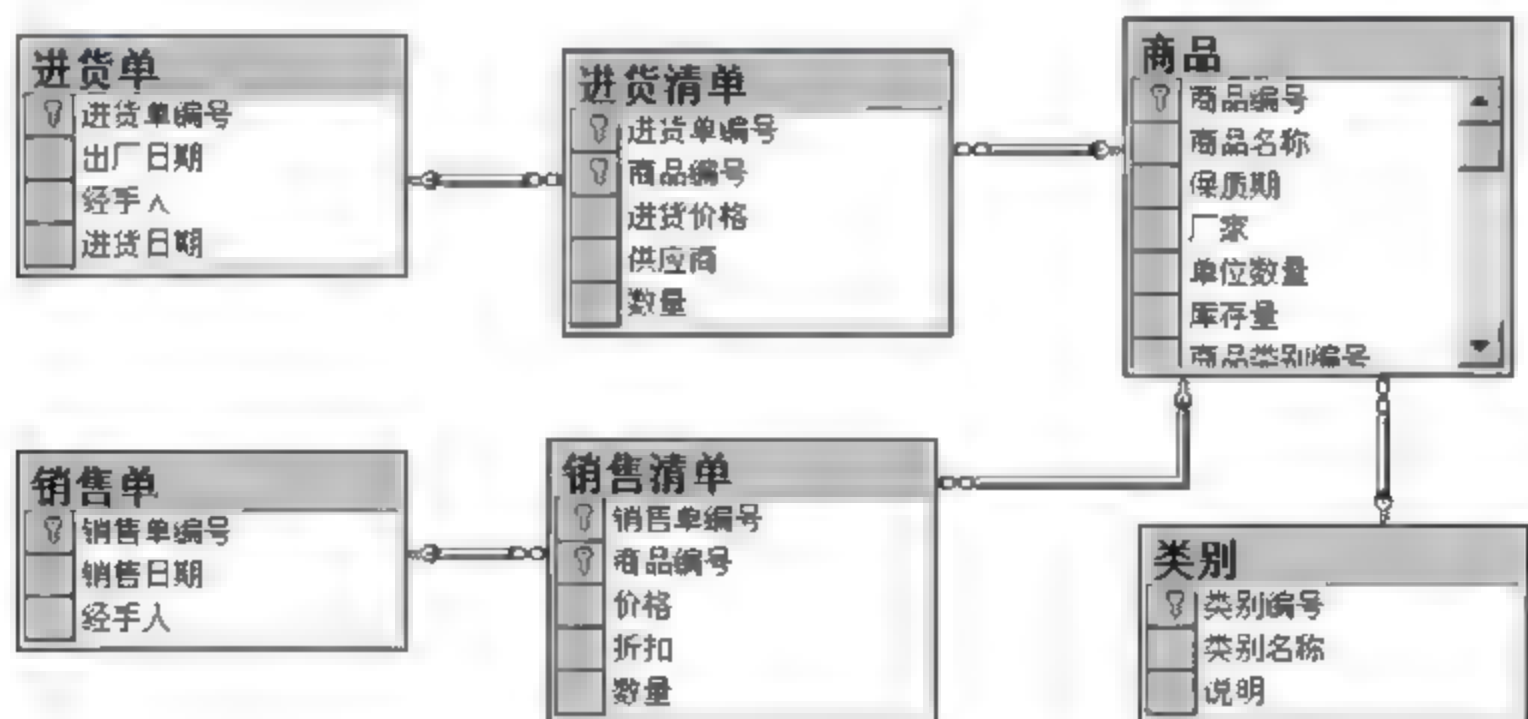 进货单
进货单编号
出厂日期
经手人
进货日期
进货清单
进货单编号
商品编号
进货价格
供应商
数量
商品
商品编号
商品名称
保质期
厂家
单位数量
库存量
商品类别编号
销售单
销售单编号
销售日期
经手人
销售清单
销售单编号
商品编号
价格
折扣
数量
类别
类别编号
类别名称
说明